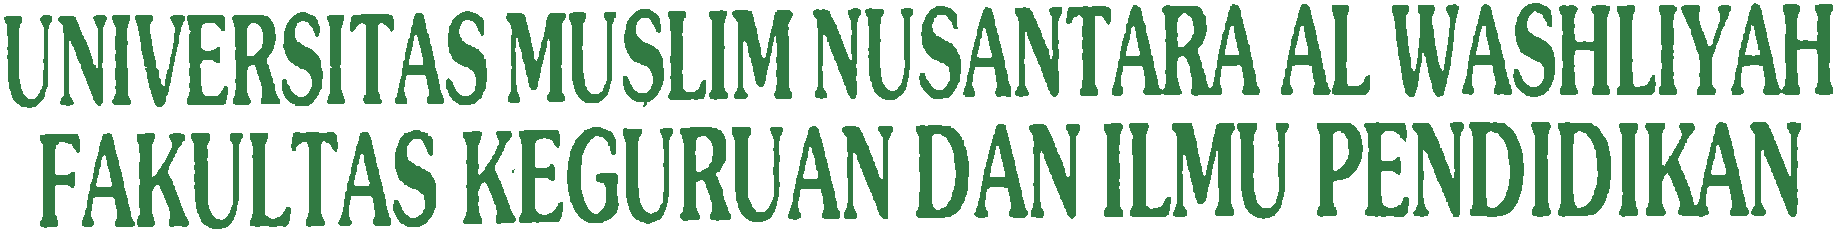 UNIVERSITAS MUSLIM NUSANTARA AL WASHLIYAH
FAKULTAS KEGURUAN DAN ILMU PENDIDIKAN